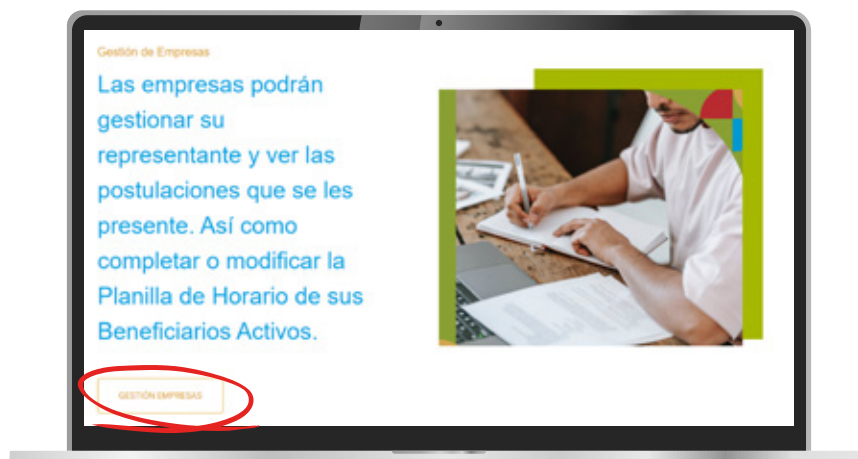 Gestión de Empresas
Las empresas podrán
gestionar su
representante y ver las
postulaciones que se les
presente. Así como
completar o modificar la
Planilla de Horario de sus
Beneficiarios Activos.
GESTIÓN EMPRESAS